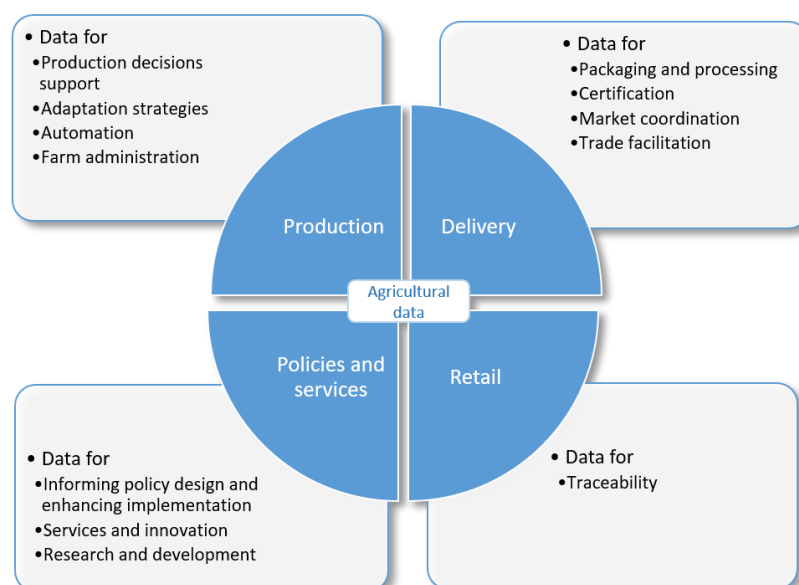 • Data for
•Production decisions
support
•Adaptation strategies
•Automation
•Farm administration
• Data for
•Packaging and processing
•Certification
•Market coordination
•Trade facilitation
Production
Delivery
Agricultural
data
Policies and
services
Retail
• Data for
•Informing policy design and
enhancing implementation
•Services and innovation
•Research and development
• Data for
•Traceability